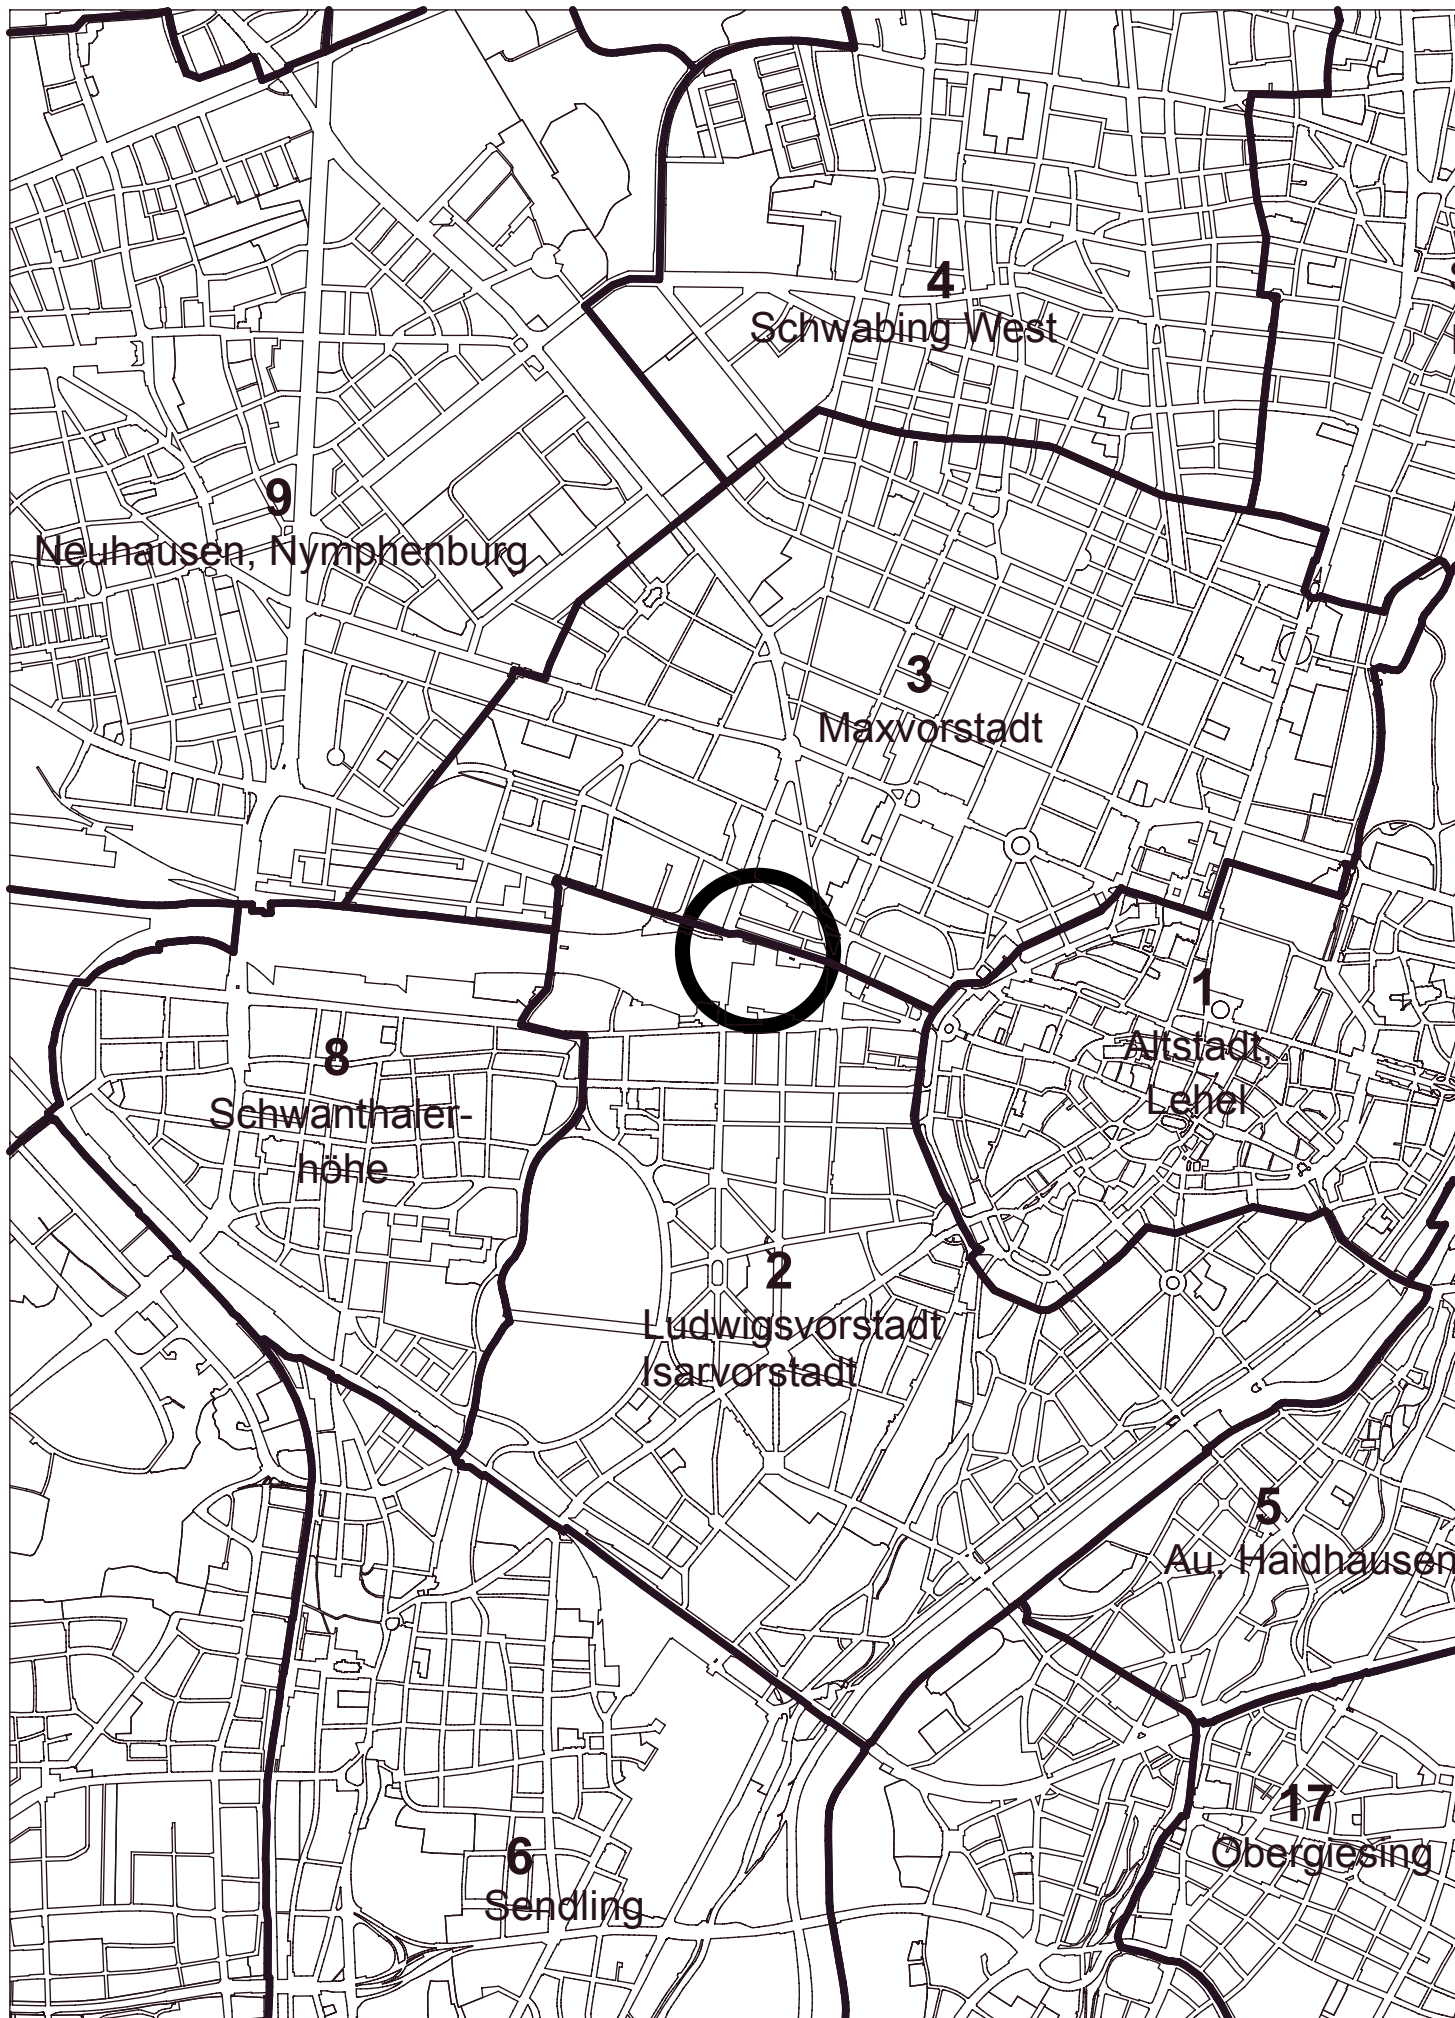 4
Schwabing West
9
Neuhausen, Nymphenburg
3
Maxvorstadt
1
Altstadt,
Lehel
8
Schwanthaler-
höhe
2
Ludwigsvorstadt
Isarvorstadt
5
Au, Haidhausen
17
Obergiesing
6
Sendling